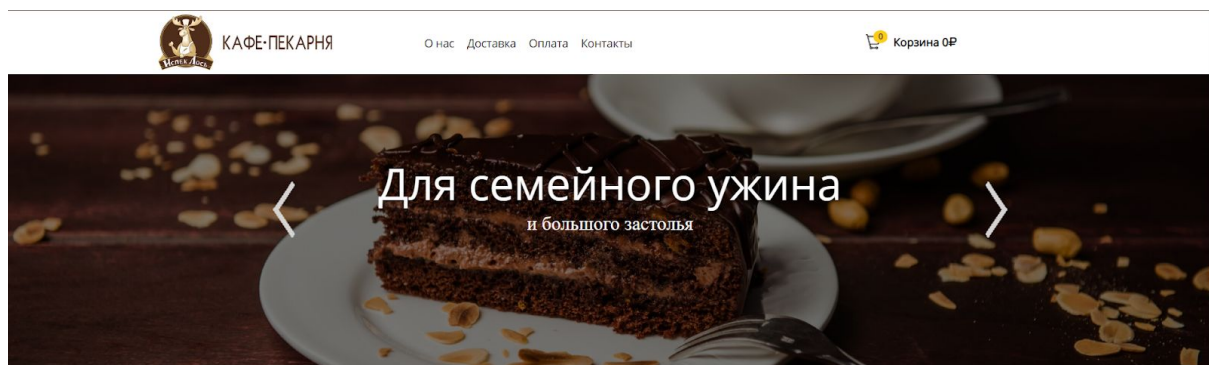 Испек Лось
КАФЕ·ПЕКАРНЯ
О нас Доставка Оплата Контакты
0
Корзина 0₽
Для семейного ужина
и большого застолья